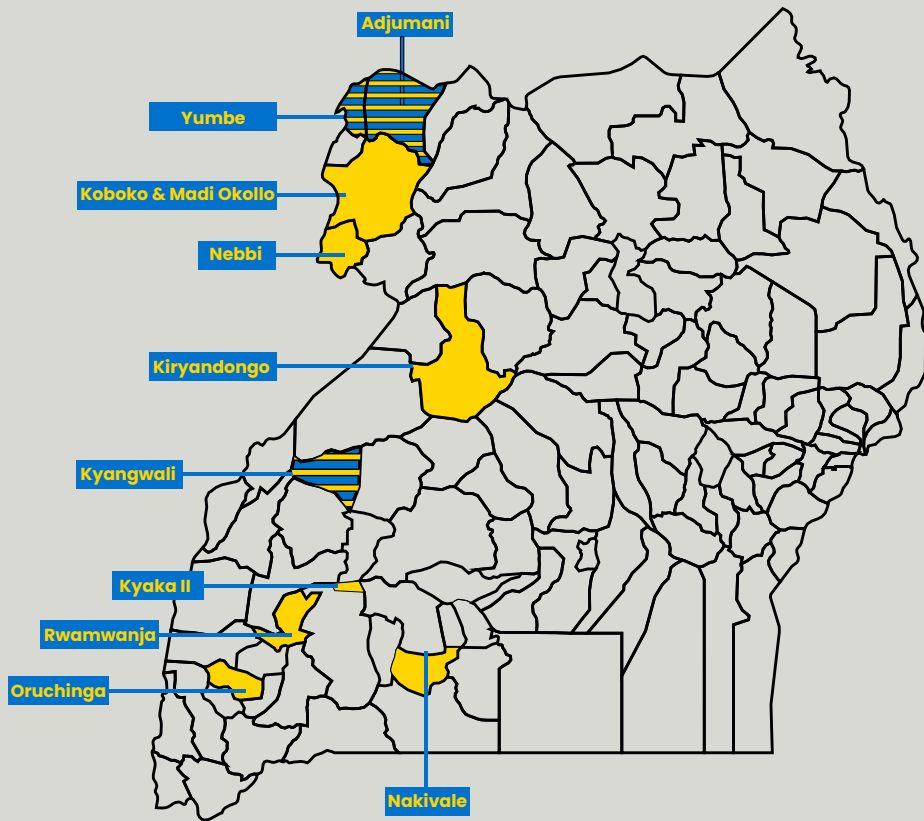 Adjumani
Yumbe
Koboko & Madi Okollo
Nebbi
Kiryandongo
Kyangwali
Kyaka II
Rwamwanja
Oruchinga
Nakivale